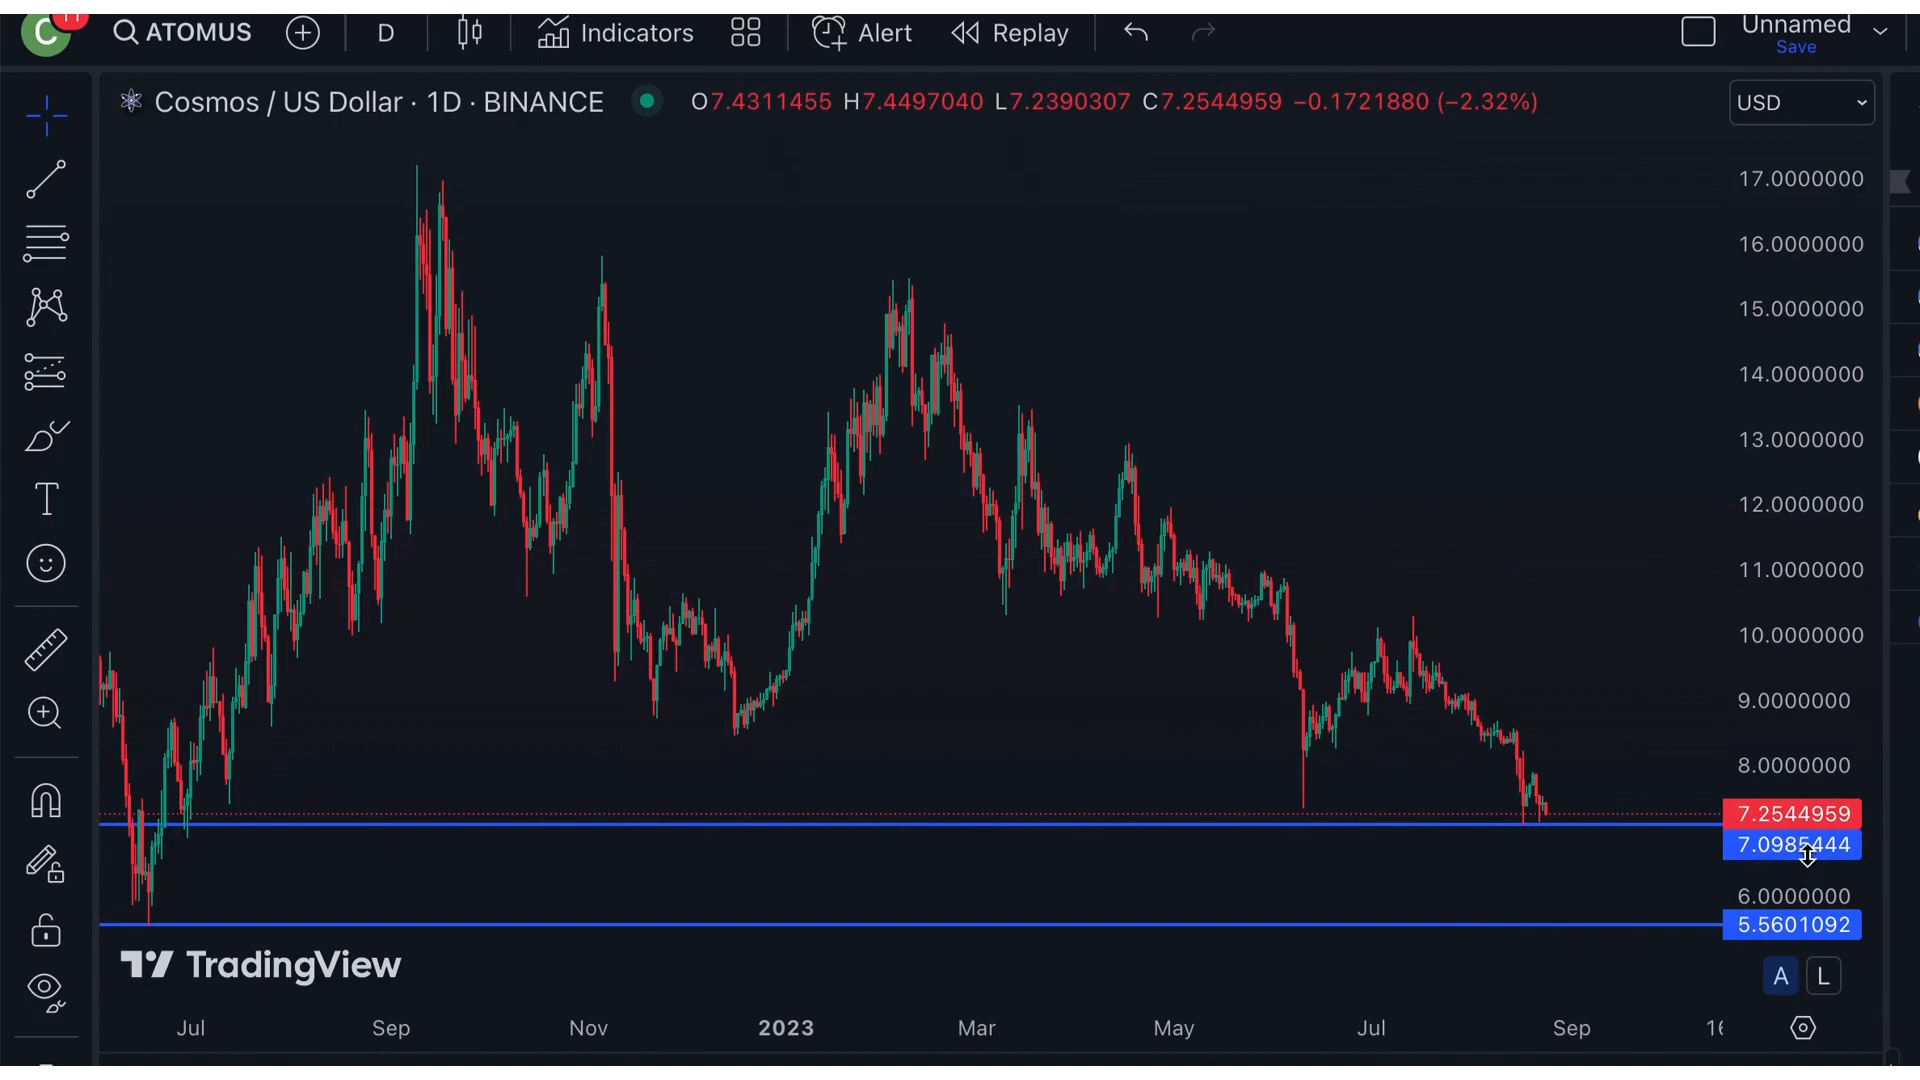 C
11
ATOMUS
D
Indicators
Alert
Replay
Unnamed
Save
Cosmos / US Dollar · 1D · BINANCE
O7.4311455 H7.4497040 L7.2390307 C7.2544959 −0.1721880 (−2.32%)
USD
17.0000000
16.0000000
15.0000000
14.0000000
13.0000000
12.0000000
11.0000000
10.0000000
9.0000000
8.0000000
7.2544959
7.0985444
6.0000000
5.5601092
TradingView
A L
Jul Sep Nov 2023 Mar May Jul Sep